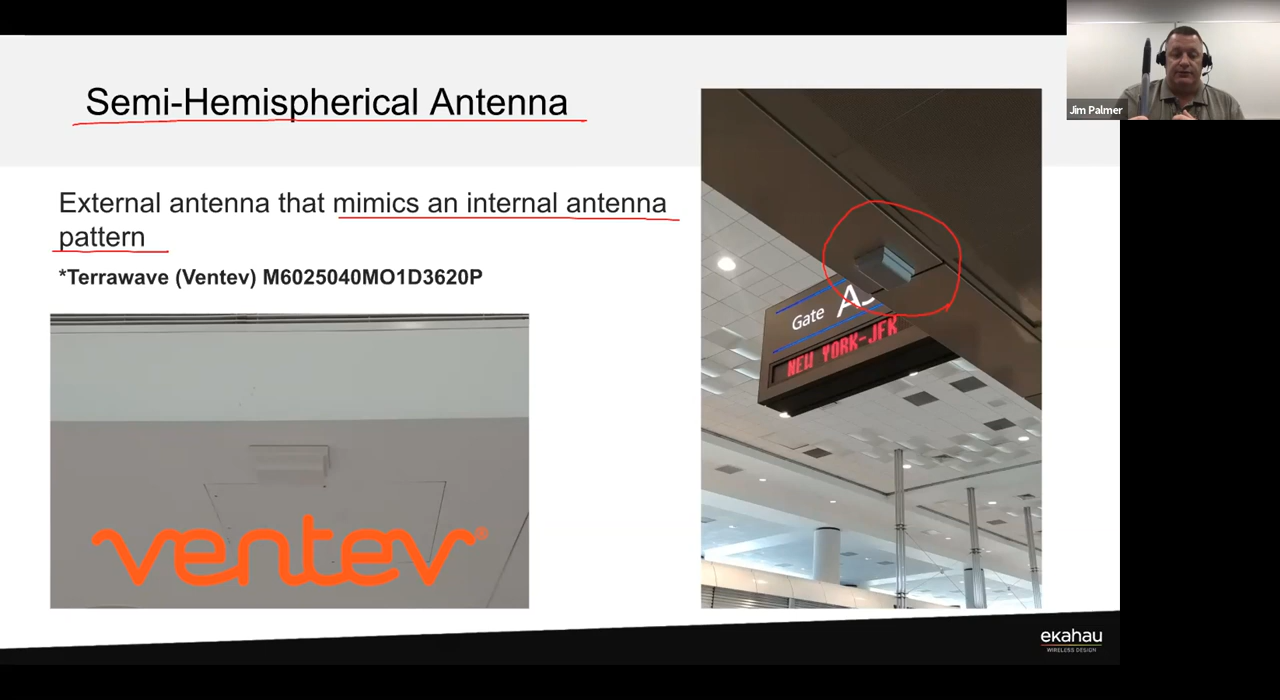 Semi-Hemispherical Antenna
External antenna that mimics an internal antenna
pattern
*Terrawave (Ventev) M6025040MO1D3620P
ventev®
Gate
NEW YORK-JFK
Jim Palmer
ekahau
WIRELESS DESIGN